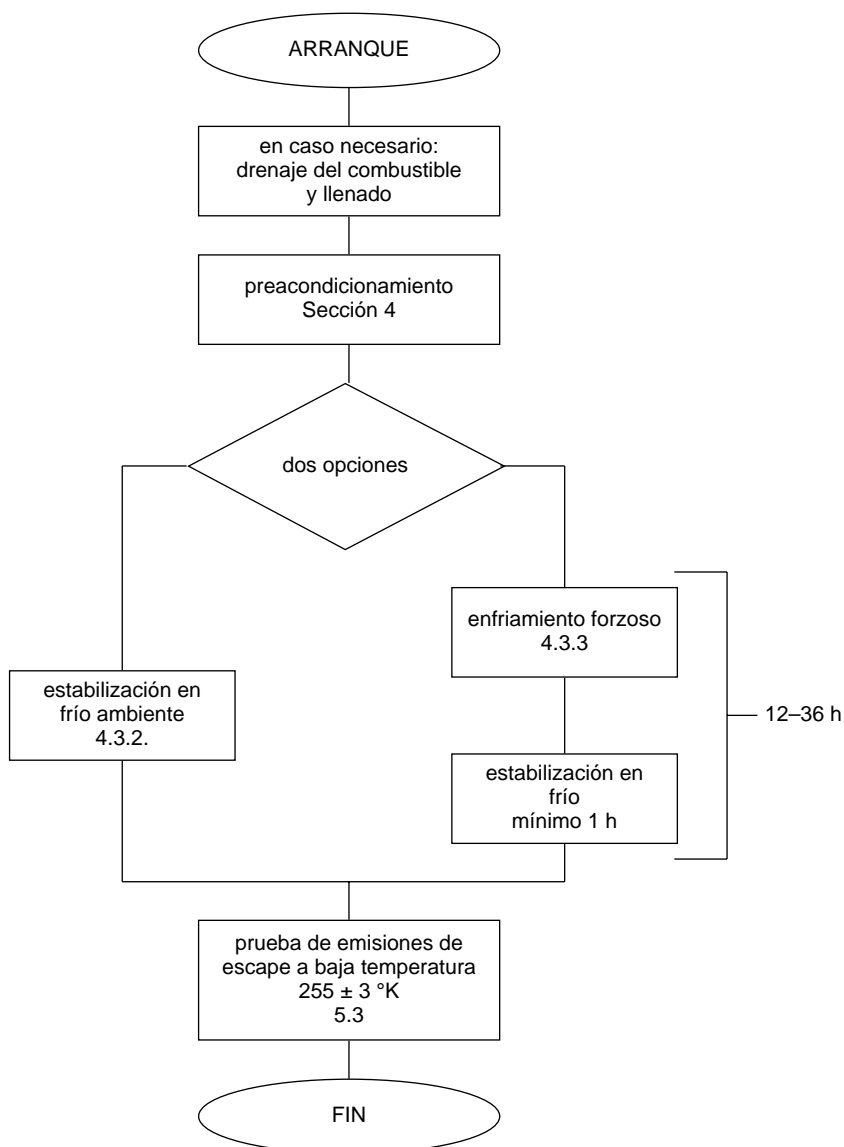 ARRANQUE
en caso necesario:
drenaje del combustible
y llenado
preacondicionamiento
Sección 4
dos opciones
estabilización en
frío ambiente
4.3.2.
enfriamiento forzoso
4.3.3
estabilización en
frío
mínimo 1 h
12–36 h
prueba de emisiones de
escape a baja temperatura
255 ± 3 °K
5.3
FIN